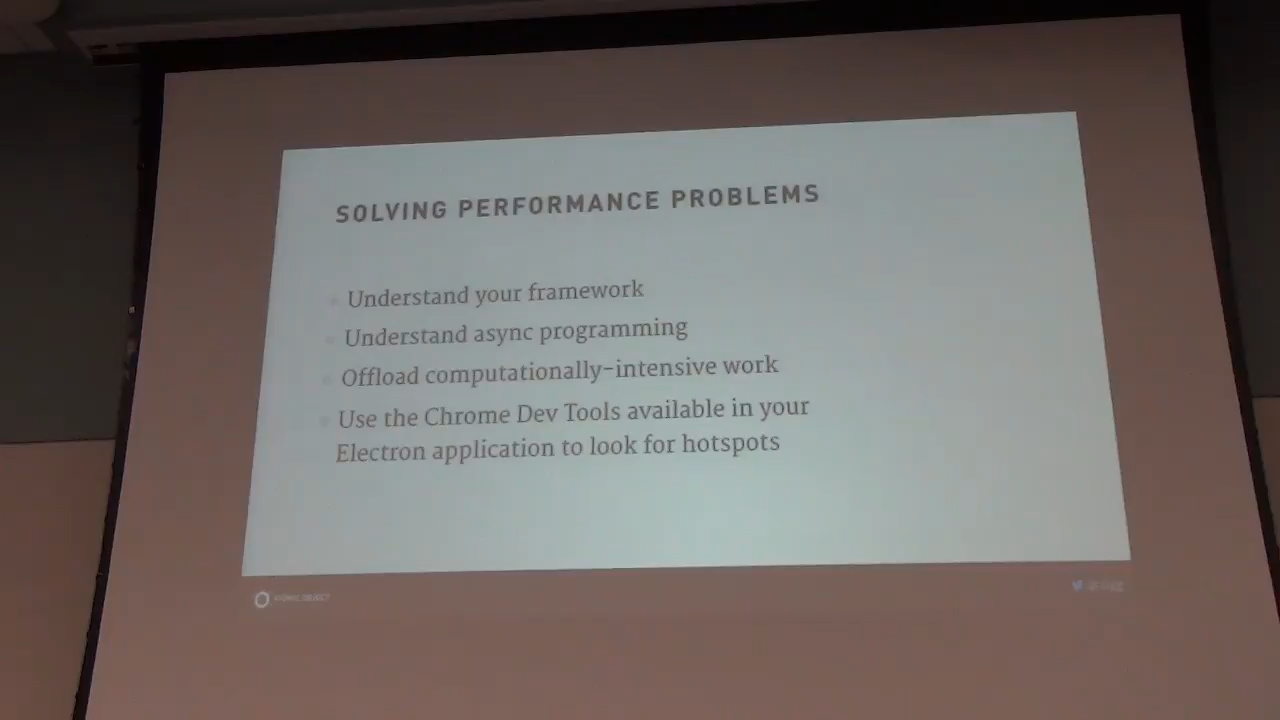 SOLVING PERFORMANCE PROBLEMS
Understand your framework
Understand async programming
Offload computationally-intensive work
Use the Chrome Dev Tools available in your
Electron application to look for hotspots